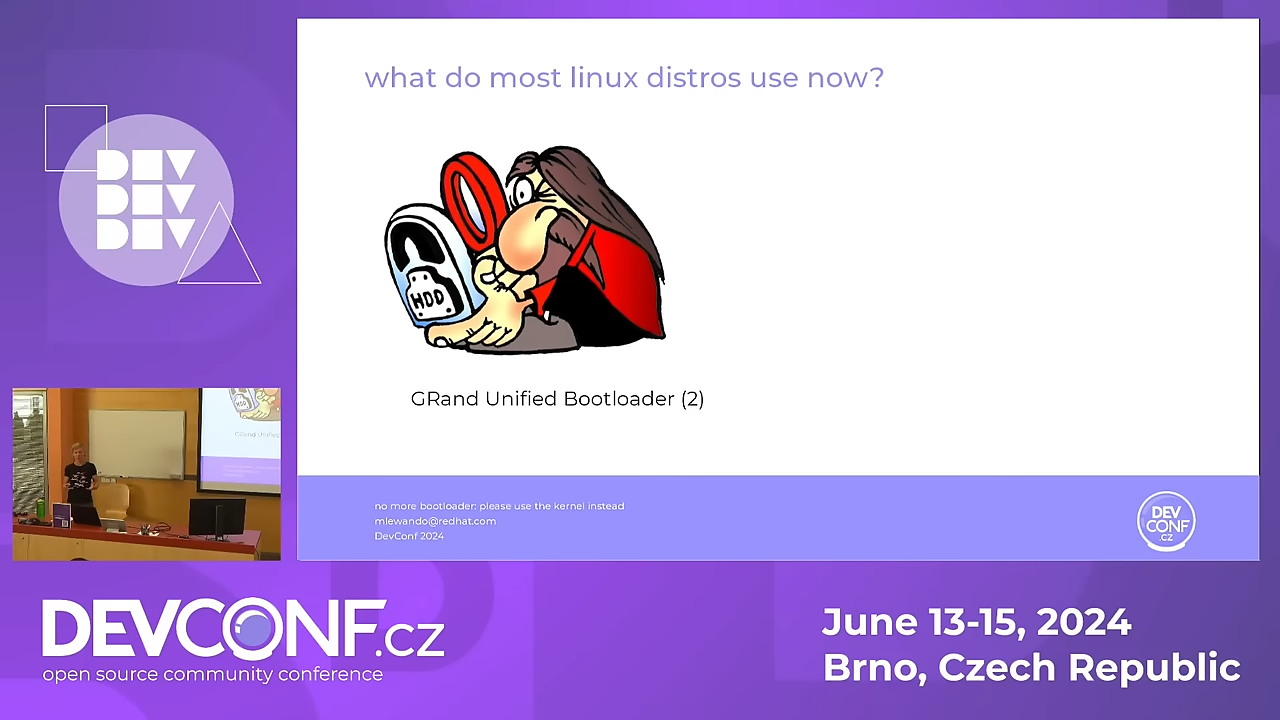 what do most linux distros use now?
HDD
GRand Unified Bootloader (2)
no more bootloader: please use the kernel instead
mlewando@redhat.com
DevConf 2024
DEV
CONF
.CZ
DEV
DEV
DEV
DEVCONF.CZ
open source community conference
June 13-15, 2024
Brno, Czech Republic